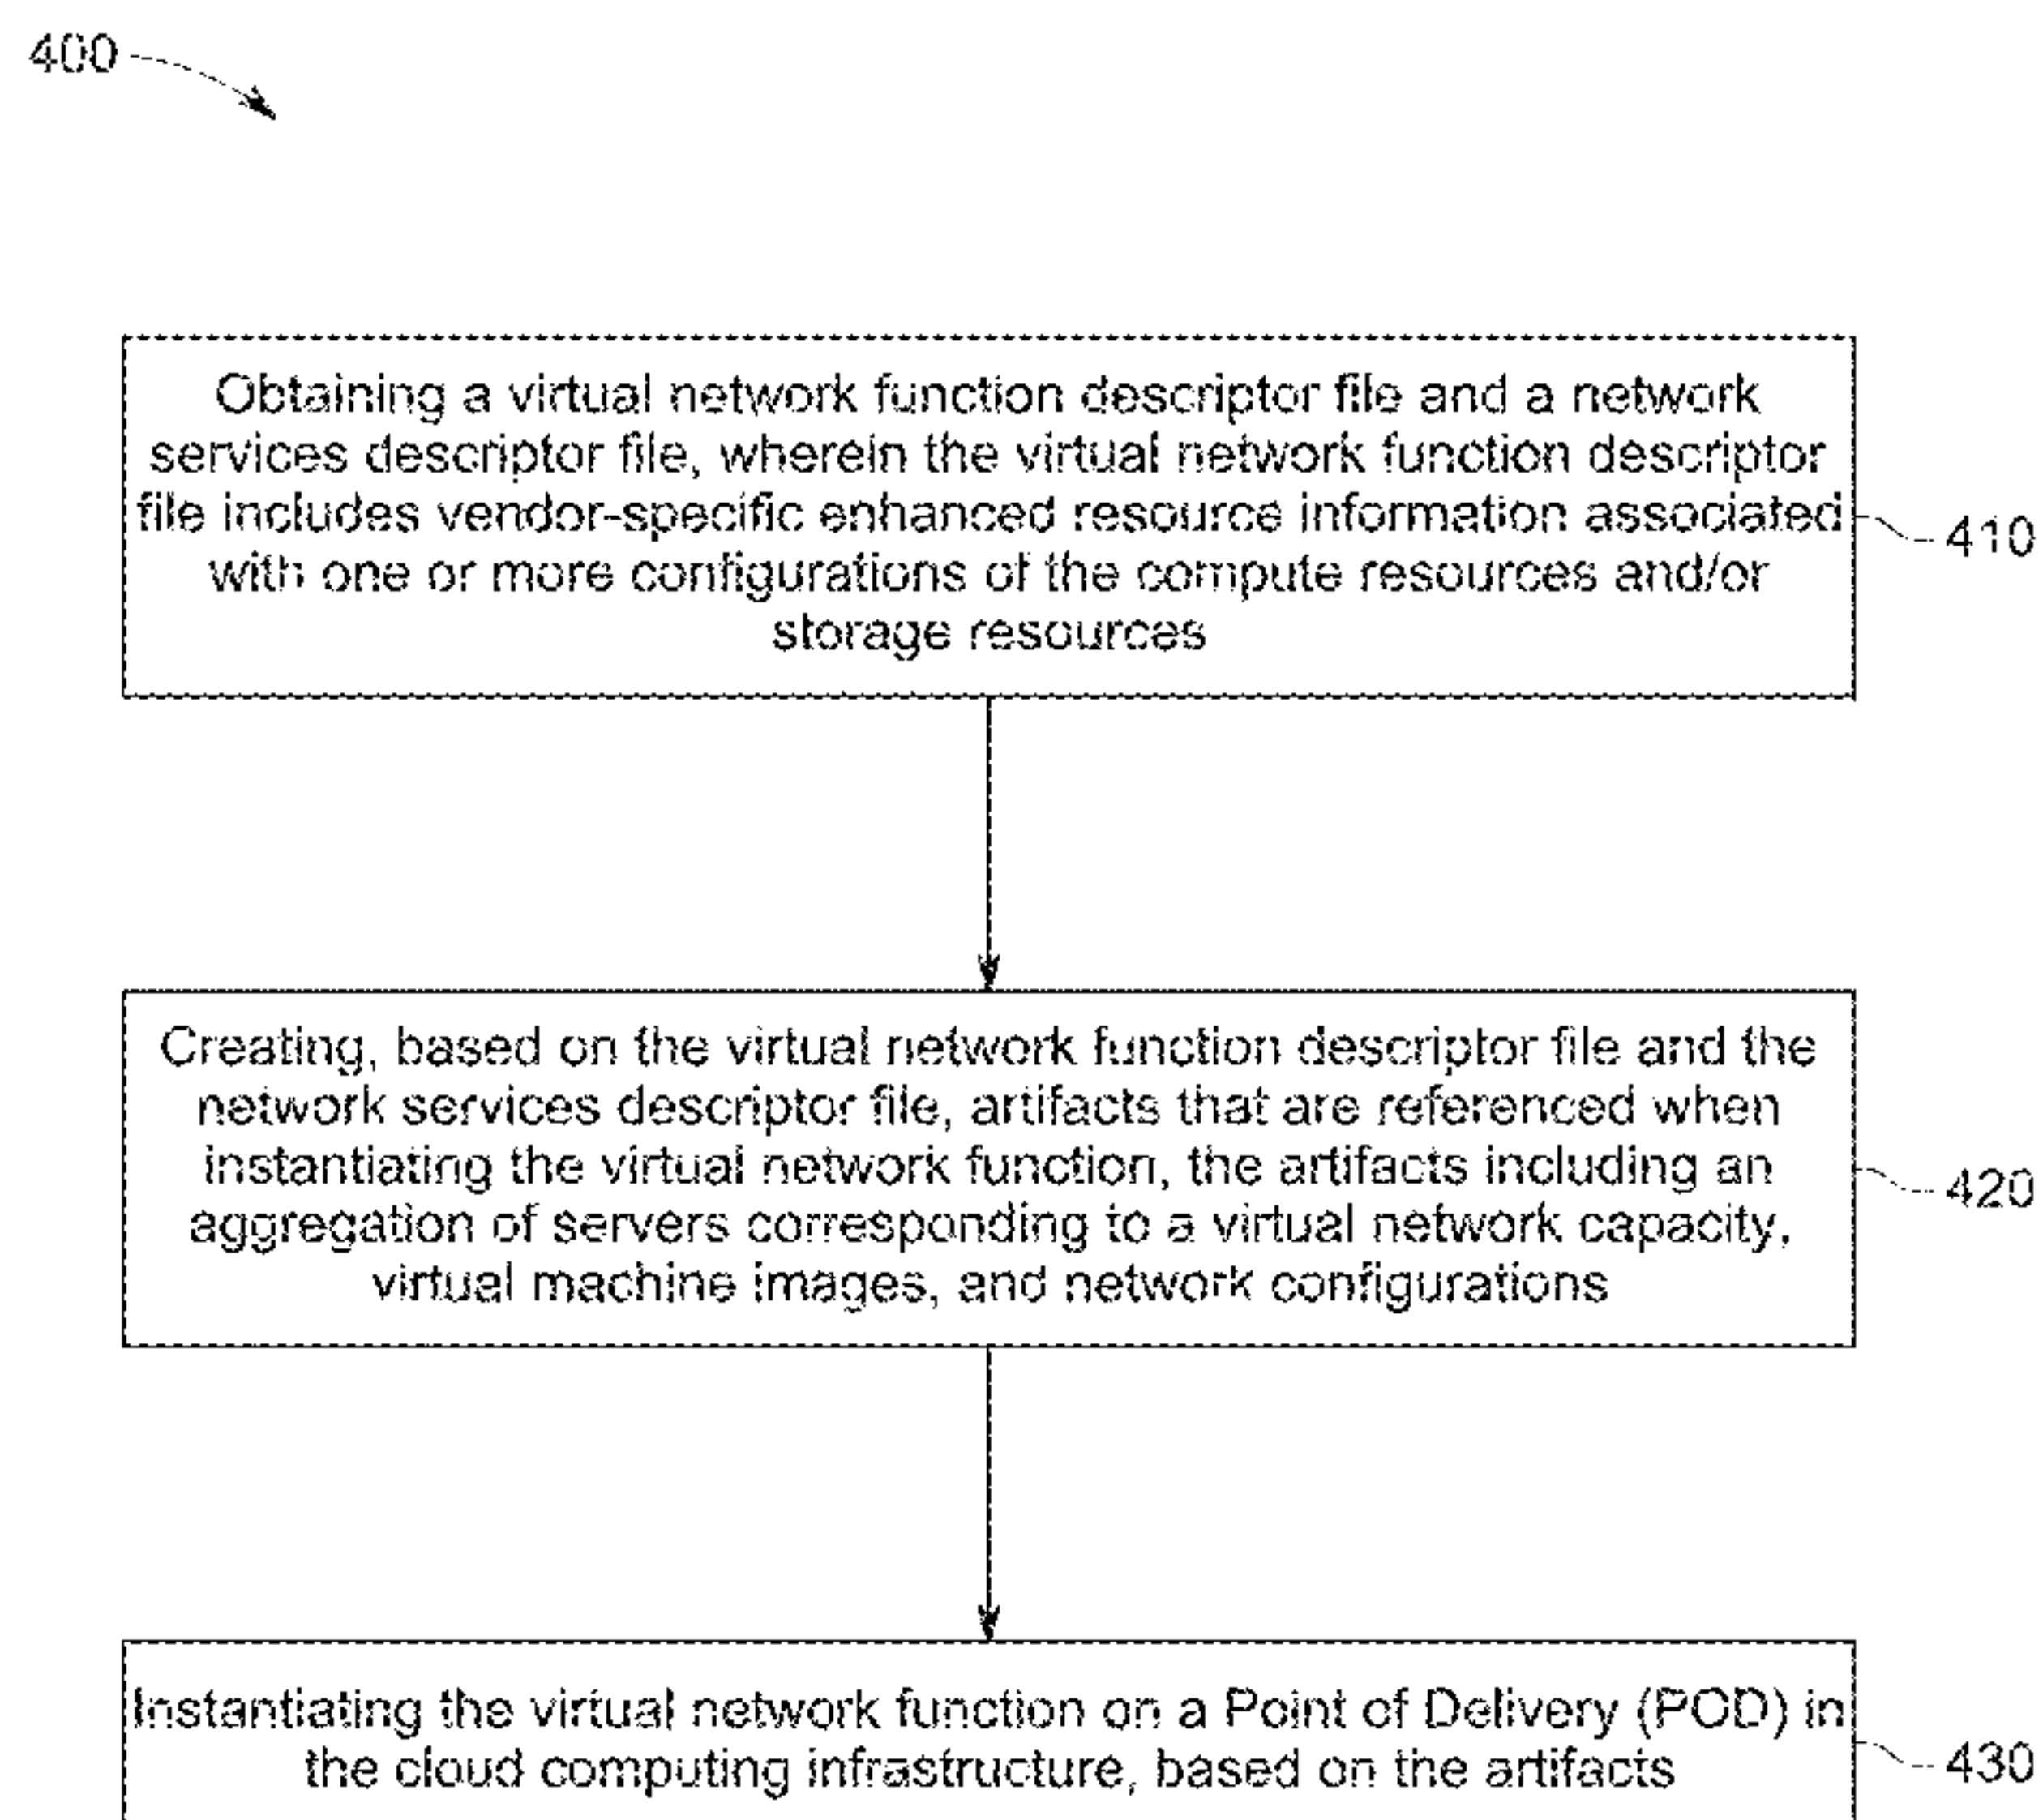 400
Obtaining a virtual network function descriptor file and a network
services descriptor file, wherein the virtual network function descriptor
file includes vendor-specific enhanced resource information associated
with one or more configurations of the compute resources and/or
storage resources
410
Creating, based on the virtual network function descriptor file and the
network services descriptor file, artifacts that are referenced when
instantiating the virtual network function, the artifacts including an
aggregation of servers corresponding to a virtual network capacity,
virtual machine images, and network configurations
420
Instantiating the virtual network function on a Point of Delivery (POD) in
the cloud computing infrastructure, based on the artifacts
430